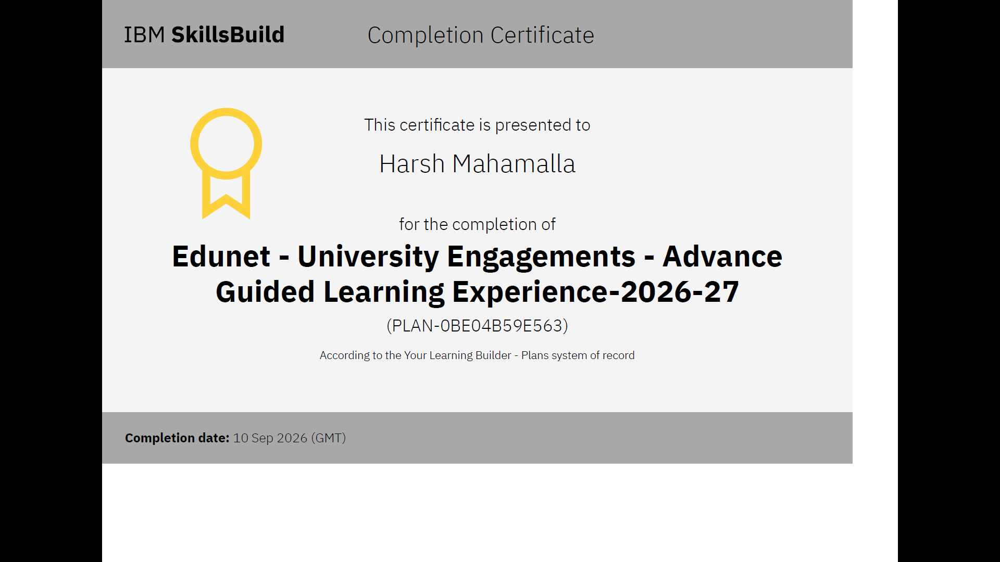 IBM SkillsBuild
Completion Certificate
This certificate is presented to
Harsh Mahamalla
for the completion of
Edunet - University Engagements - Advance
Guided Learning Experience-2026-27
(PLAN-0BE04B59E563)
According to the Your Learning Builder - Plans system of record
Completion date: 10 Sep 2026 (GMT)